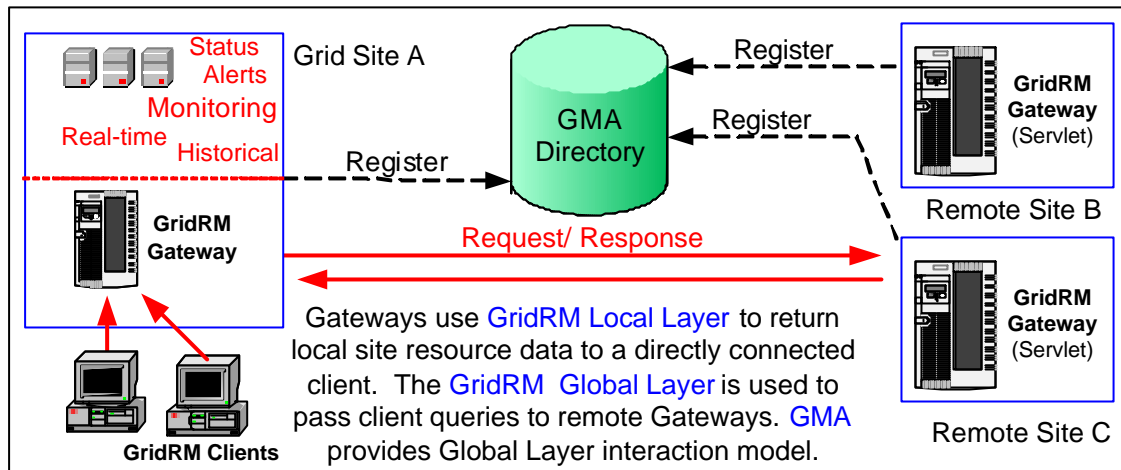 Status
Alerts
Monitoring
Real-time
Historical
Grid Site A
Register
GridRM
Gateway
GridRM Clients
GMA
Directory
Register
Register
GridRM
Gateway
(Servlet)
Remote Site B
Request/ Response
GridRM
Gateway
(Servlet)
Remote Site C
Gateways use GridRM Local Layer to return
local site resource data to a directly connected
client. The GridRM Global Layer is used to
pass client queries to remote Gateways. GMA
provides Global Layer interaction model.